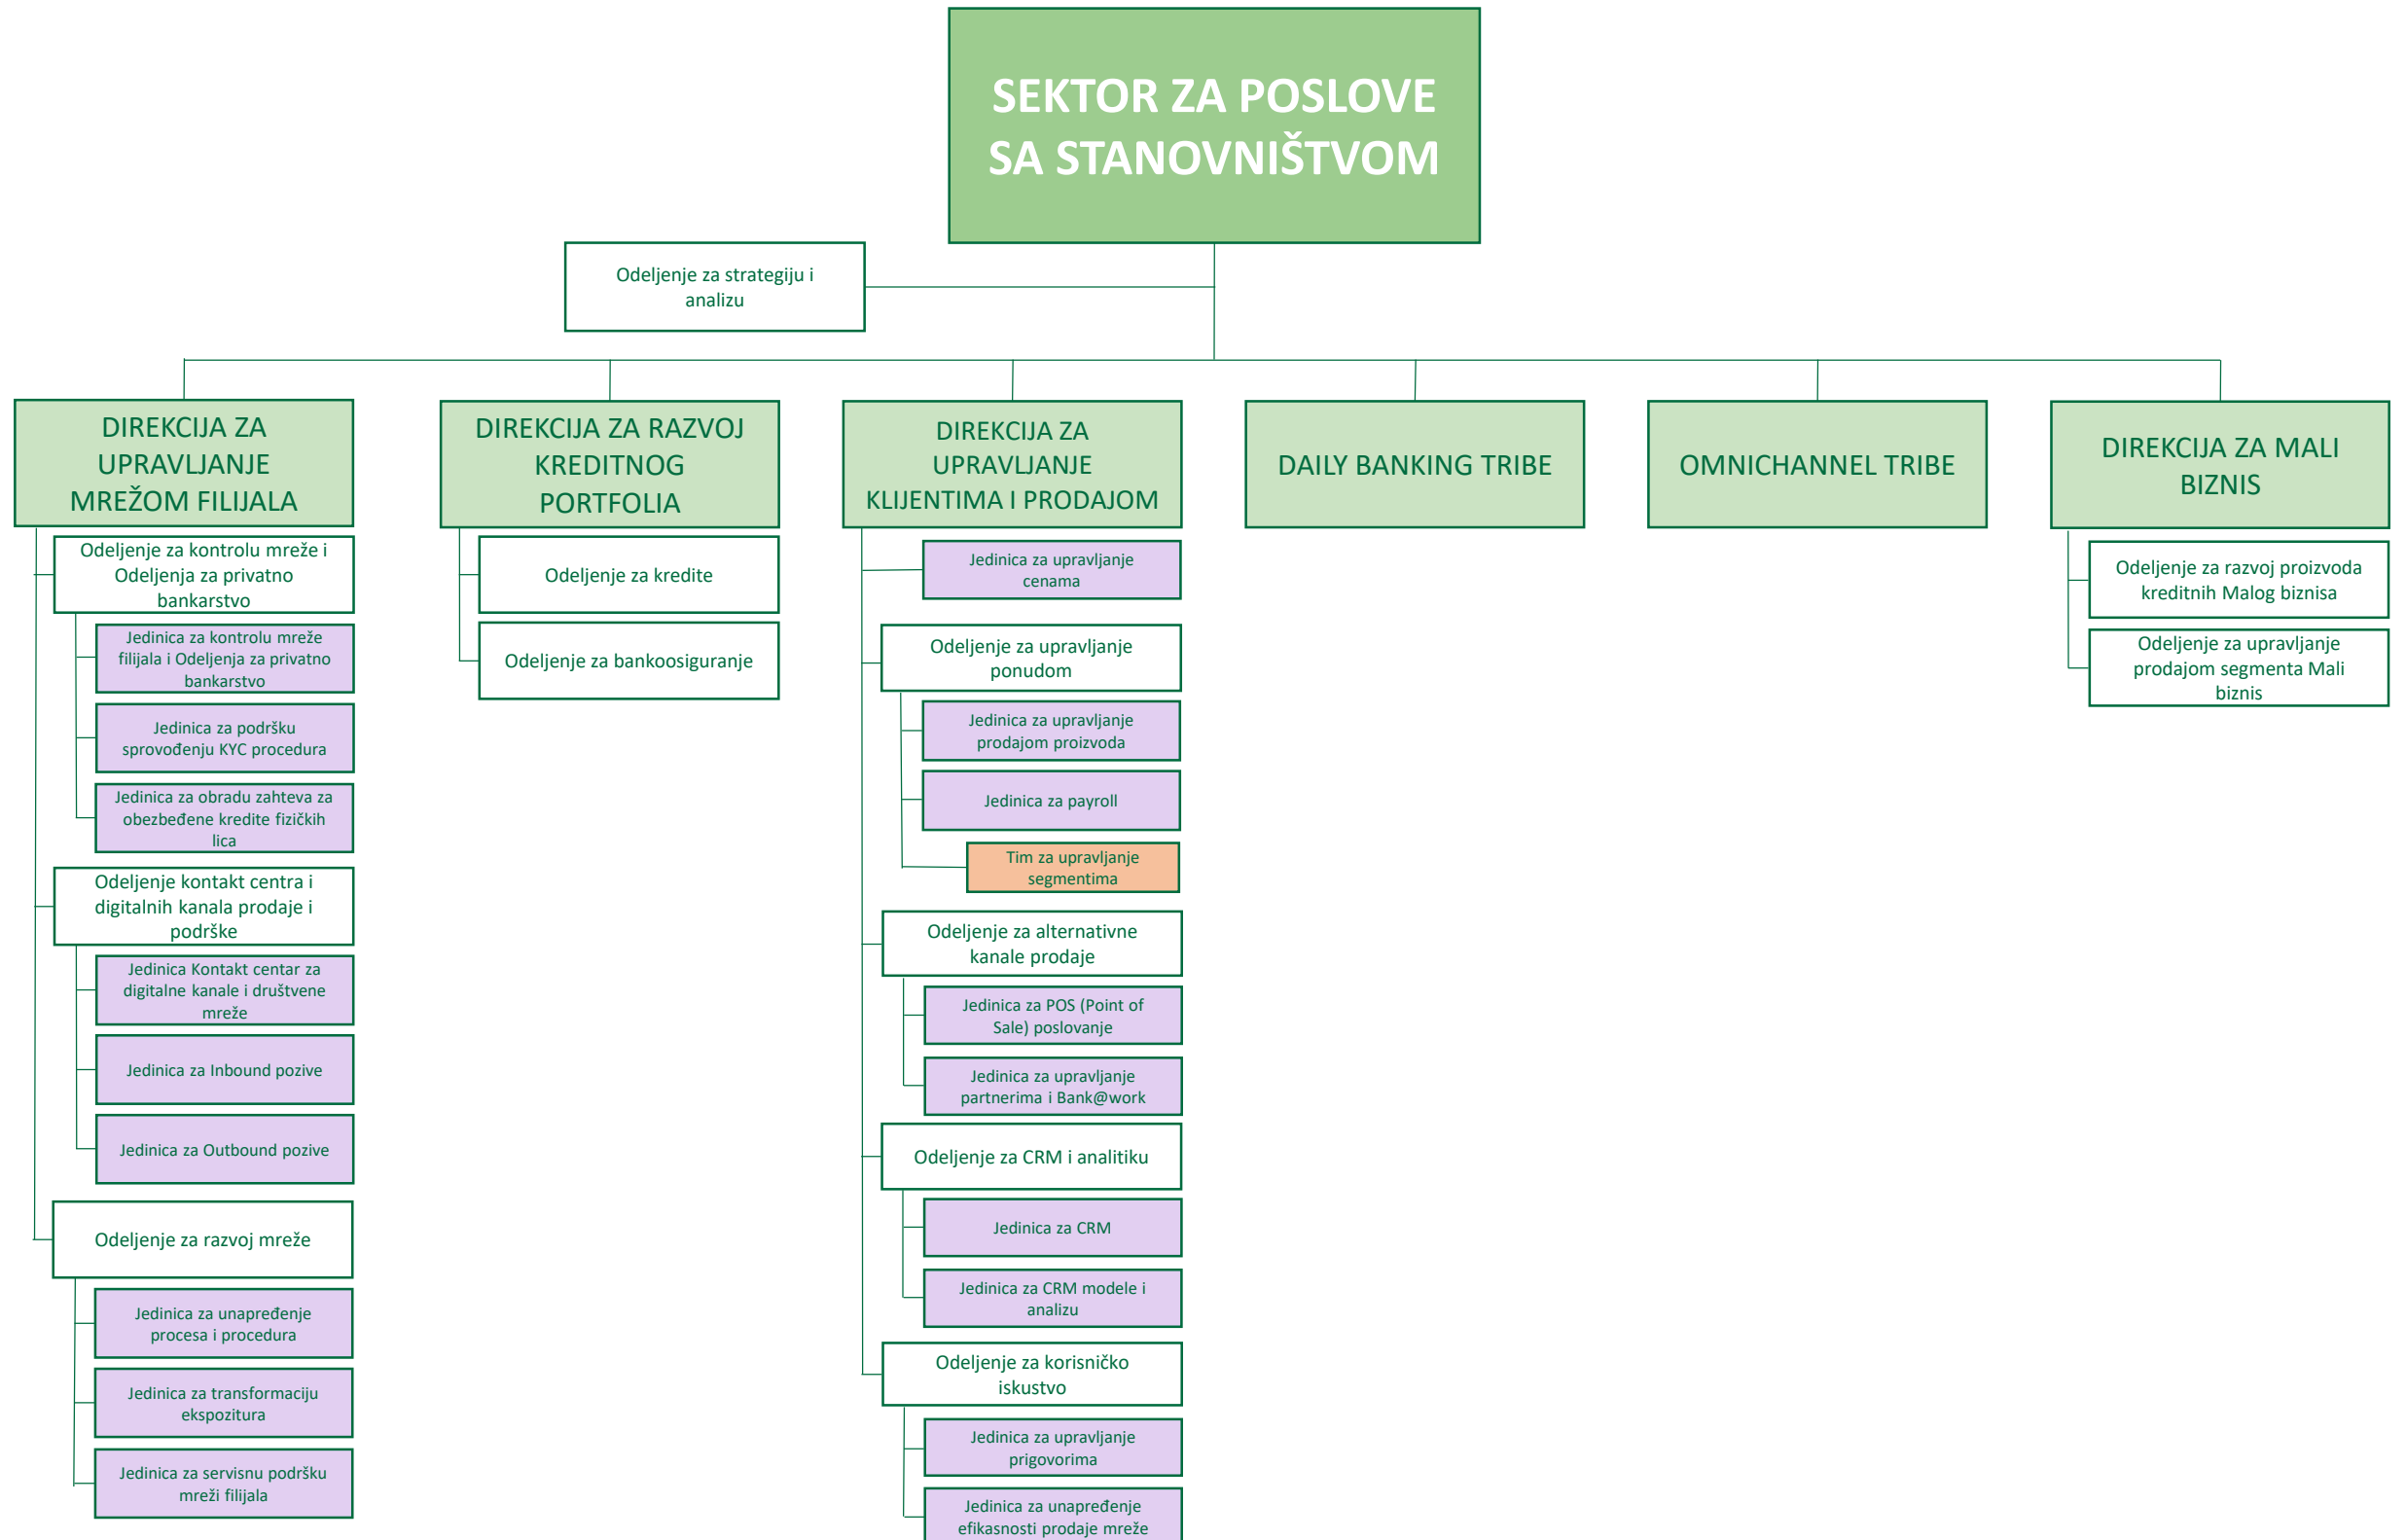 SEKTOR ZA POSLOVE
SA STANOVNIŠTVOM
Odeljenje za strategiju i
analizu
DIREKCIJA ZA
UPRAVLJANJE
MREŽOM FILIJALA
Odeljenje za kontrolu mreže i
Odeljenja za privatno
bankarstvo
Jedinica za kontrolu mreže
filijala i Odeljenja za privatno
bankarstvo
Jedinica za podršku
sprovođenju KYC procedura
Jedinica za obradu zahteva za
obezbeđene kredite fizičkih
lica
Odeljenje kontakt centra i
digitalnih kanala prodaje i
podrške
Jedinica Kontakt centar za
digitalne kanale i društvene
mreže
Jedinica za Inbound pozive
Jedinica za Outbound pozive
Odeljenje za razvoj mreže
Jedinica za unapređenje
procesa i procedura
Jedinica za transformaciju
ekspozitura
Jedinica za servisnu podršku
mreži filijala
DIREKCIJA ZA RAZVOJ
KREDITNOG
PORTFOLIA
Odeljenje za kredite
Odeljenje za bankoosiguranje
DIREKCIJA ZA
UPRAVLJANJE
KLIJENTIMA I PRODAJOM
Jedinica za upravljanje
cenama
Odeljenje za upravljanje
ponudom
Jedinica za upravljanje
prodajom proizvoda
Jedinica za payroll
Tim za upravljanje
segmentima
Odeljenje za alternativne
kanale prodaje
Jedinica za POS (Point of
Sale) poslovanje
Jedinica za upravljanje
partnerima i Bank@work
Odeljenje za CRM i analitiku
Jedinica za CRM
Jedinica za CRM modele i
analizu
Odeljenje za korisničko
iskustvo
Jedinica za upravljanje
prigovorima
Jedinica za unapređenje
efikasnosti prodaje mreže
DAILY BANKING TRIBE
OMNICHANNEL TRIBE
DIREKCIJA ZA MALI
BIZNIS
Odeljenje za razvoj proizvoda
kreditnih Malog biznisa
Odeljenje za upravljanje
prodajom segmenta Mali
biznis